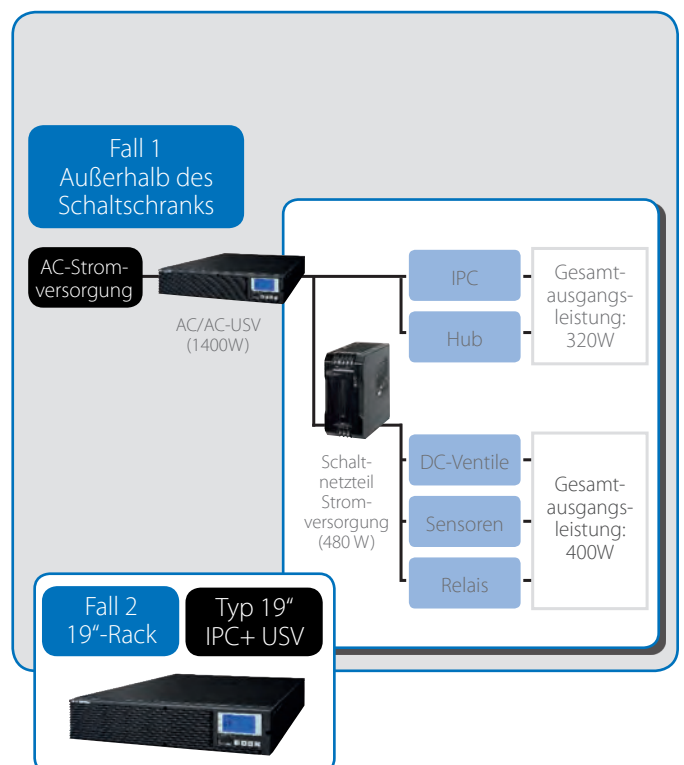 Fall 1
Außerhalb des
Schaltschranks
AC-Strom-
versorgung
AC/AC-USV
(1400W)
IPC
Hub
Gesamt-
ausgangs-
leistung:
320W
Schalt-
netzteil
Strom-
versorgung
(480 W)
DC-Ventile
Sensoren
Relais
Gesamt-
ausgangs-
leistung:
400W
Fall 2
19“-Rack
Typ 19“
IPC+ USV